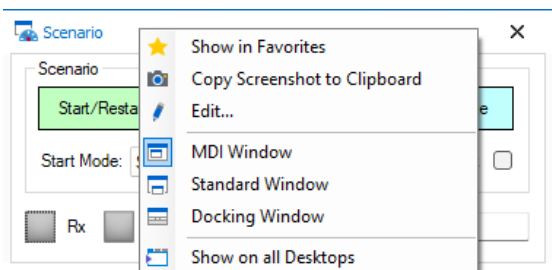 Scenario
Show in Favorites
Scenario
Copy Screenshot to Clipboard
Start/Resta
Edit...
e
MDI Window
Start Mode:
Standard Window
Docking Window
Rx
Show on all Desktops